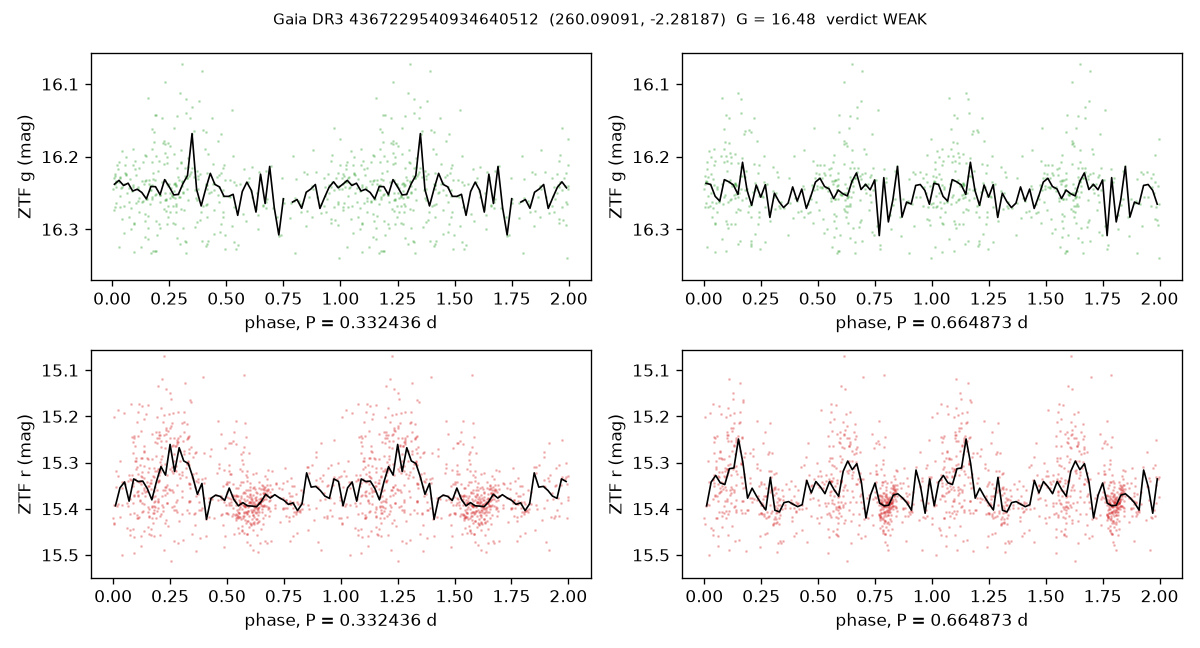 Gaia DR3 4367229540934640512 (260.09091, -2.28187) G = 16.48 verdict WEAK
ZTF g (mag)
16.1
16.2
16.3
0.00 0.25 0.50 0.75 1.00 1.25 1.50 1.75 2.00
phase, P = 0.332436 d
ZTF g (mag)
16.1
16.2
16.3
0.00 0.25 0.50 0.75 1.00 1.25 1.50 1.75 2.00
phase, P = 0.664873 d
ZTF r (mag)
15.1
15.2
15.3
15.4
15.5
0.00 0.25 0.50 0.75 1.00 1.25 1.50 1.75 2.00
phase, P = 0.332436 d
ZTF r (mag)
15.1
15.2
15.3
15.4
15.5
0.00 0.25 0.50 0.75 1.00 1.25 1.50 1.75 2.00
phase, P = 0.664873 d